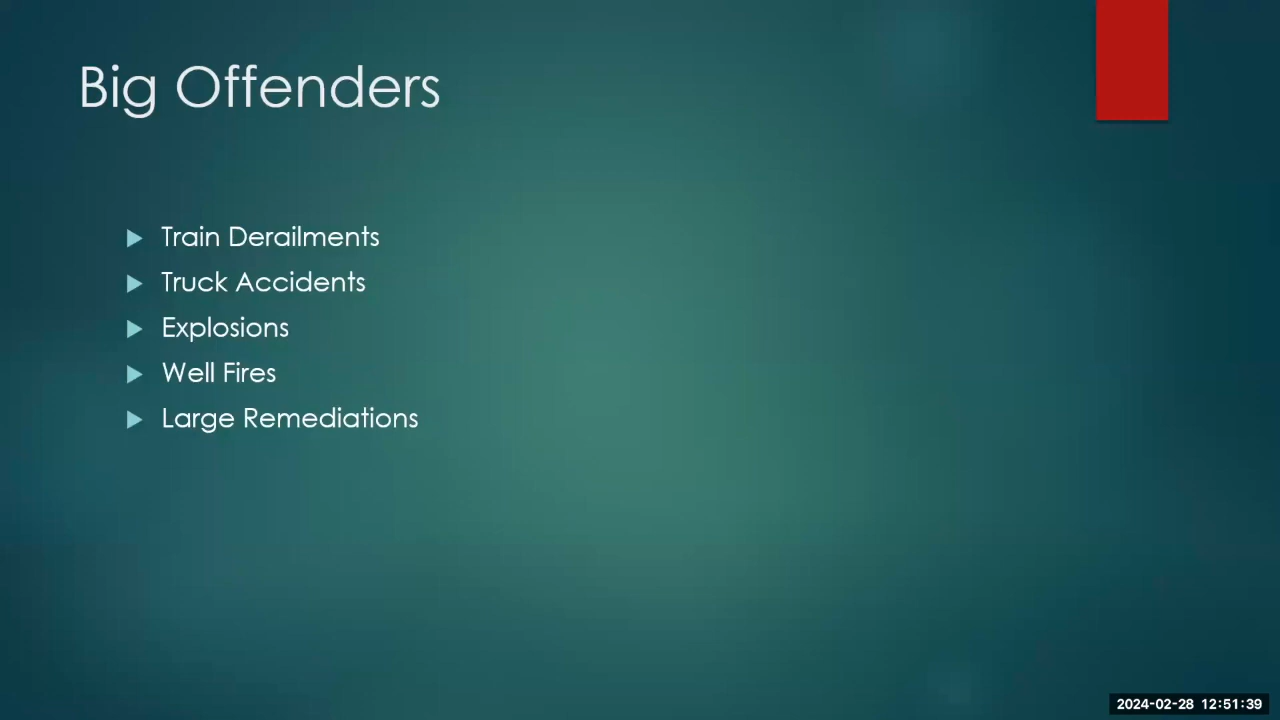 Big Offenders
Train Derailments
Truck Accidents
Explosions
Well Fires
Large Remediations
2024-02-28 12:51:39